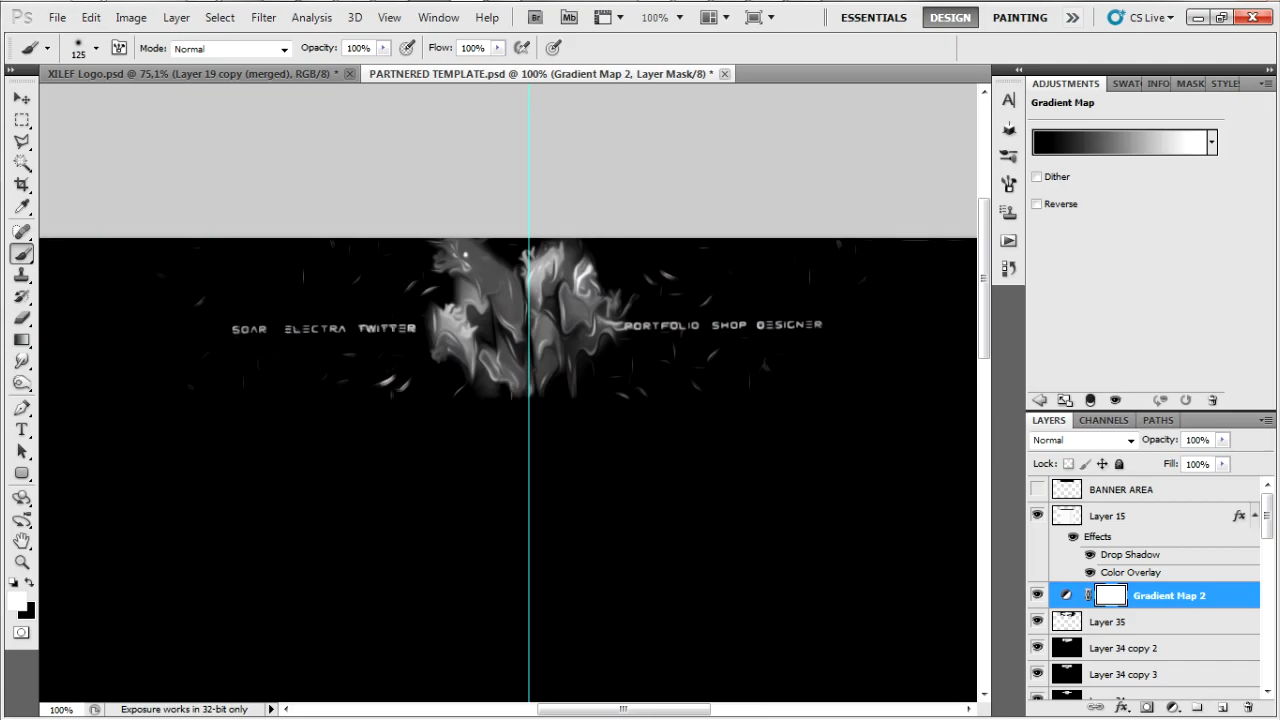 Ps File Edit Image Layer Select Filter Analysis 3D View Window Help Br Mb 100% ESSENTIALS DESIGN PAINTING CS Live
125 Mode: Normal Opacity: 100% Flow: 100%
XILEF Logo.psd @ 75,1% (Layer 19 copy (merged), RGB/8) * PARTNERED TEMPLATE.psd @ 100% (Gradient Map 2, Layer Mask/8) *
ADJUSTMENTS SWAT INFO MASK STYLE
Gradient Map
Dither
Reverse
SOAR ELECTRA TWITTER PORTFOLIO SHOP DESIGNER
LAYERS CHANNELS PATHS
Normal Opacity: 100%
Lock: Fill: 100%
BANNER AREA
Layer 15 fx
Effects
Drop Shadow
Color Overlay
Gradient Map 2
Layer 35
Layer 34 copy 2
Layer 34 copy 3
100% Exposure works in 32-bit only